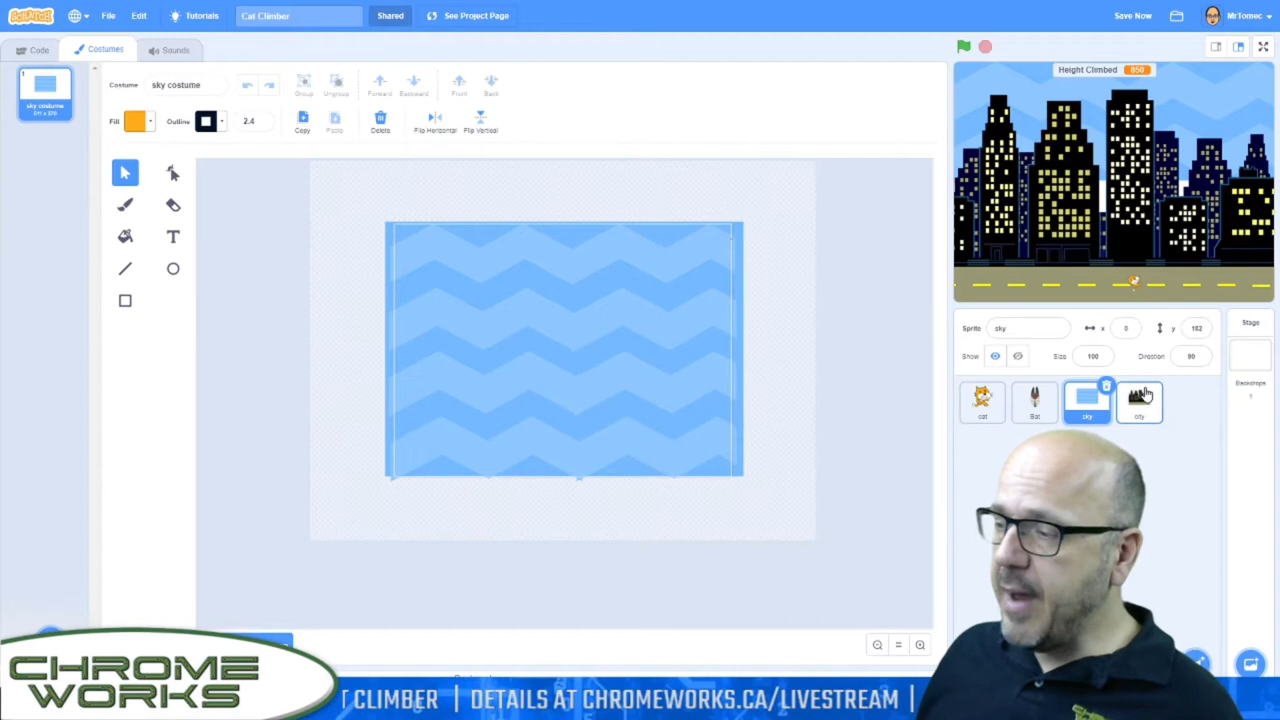 SCRATCH
File
Edit
Tutorials
Cat Climber
Shared
See Project Page
Save Now
MrTomec
Code
Costumes
Sounds
1
sky costume
Costume
sky costume
Group
Ungroup
Forward
Backward
Front
Back
Fill
Outline
2.4
Copy
Paste
Delete
Flip Horizontal
Flip Vertical
Height Climbed 850
Sprite
sky
x
0
y
162
Show
Size
100
Direction
90
Stage
Backdrops
1
cat
Bat
sky
city
CHROME
WORKS
T CLIMBER | DETAILS AT CHROMEWORKS.CA/LIVESTREAM |